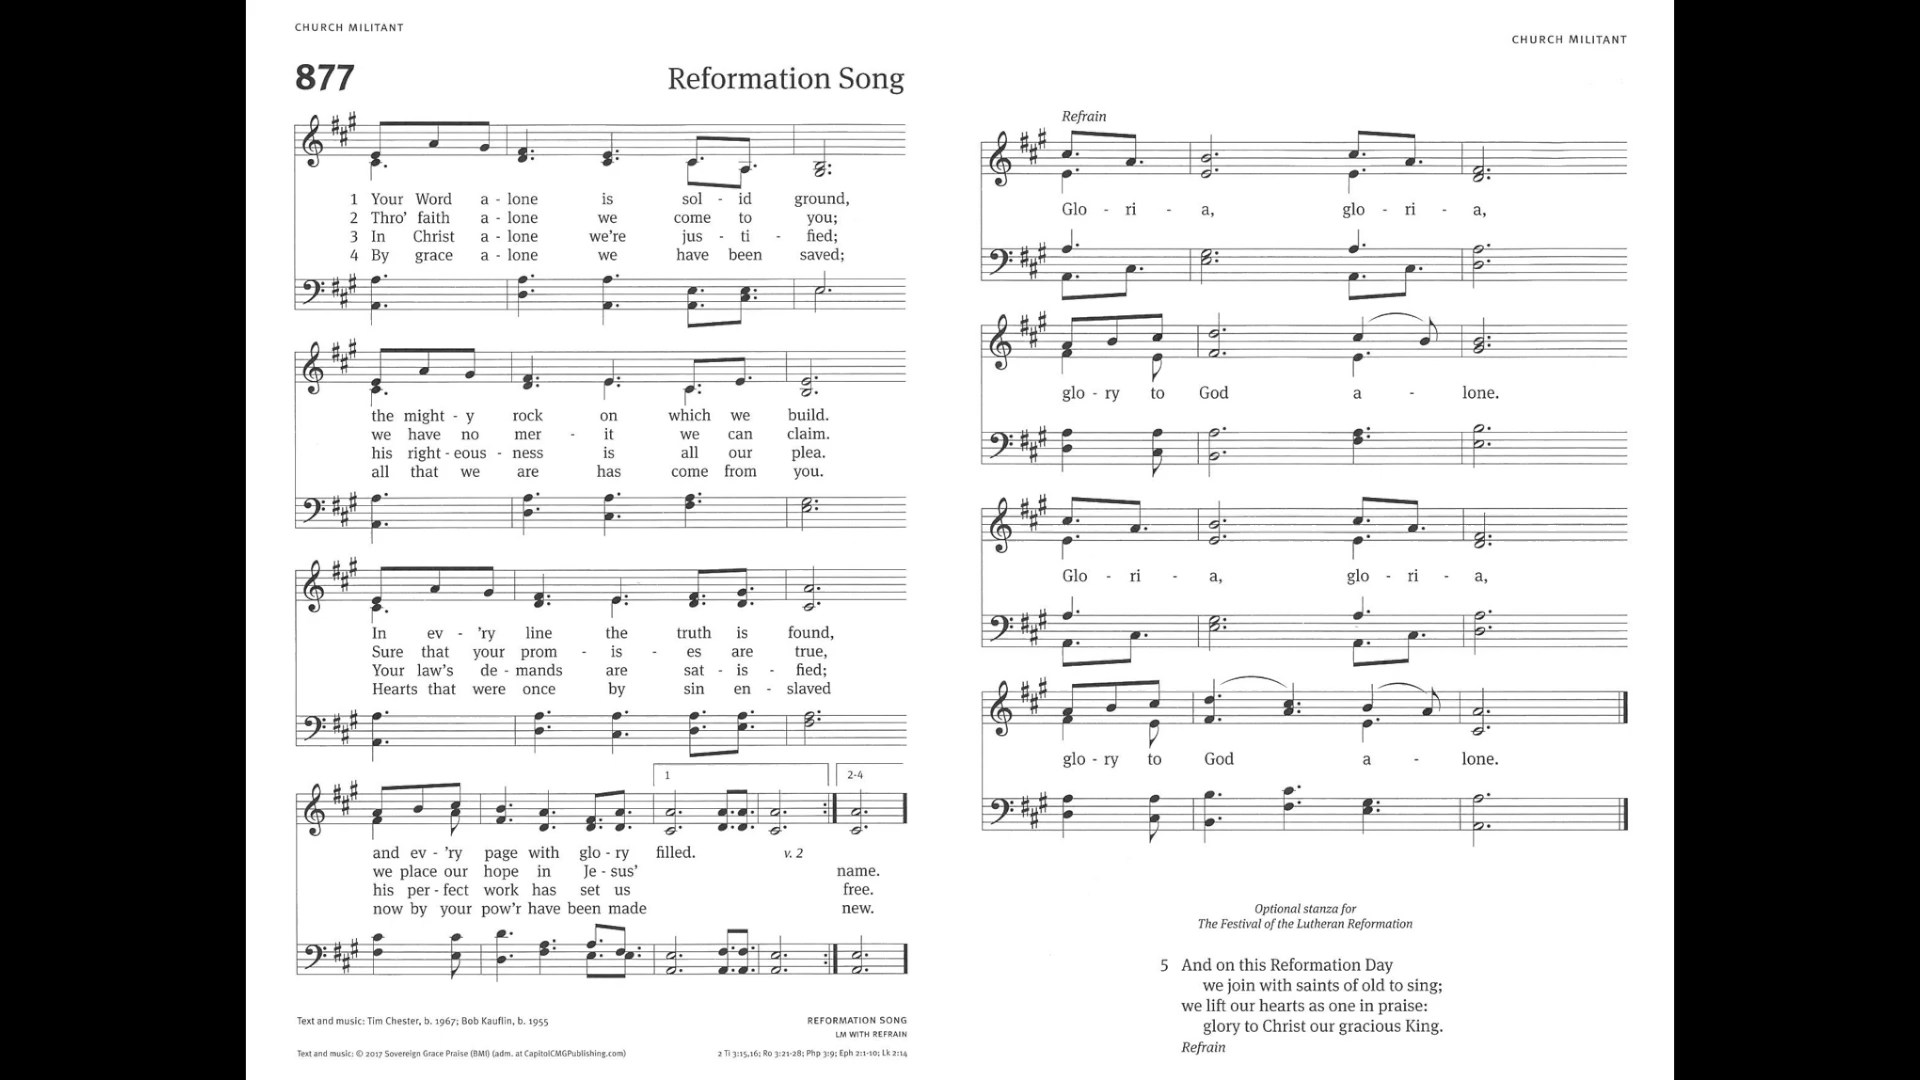 CHURCH MILITANT
877
Reformation Song
1 Your Word a - lone is sol - id ground,
2 Thro' faith a - lone we come to you;
3 In Christ a - lone we're jus - ti - fied;
4 By grace a - lone we have been saved;
the might - y rock on which we build.
we have no mer - it we can claim.
his right - eous - ness is all our plea.
all that we are has come from you.
In ev - 'ry line the truth is found,
Sure that your prom - is - es are true,
Your law's de - mands are sat - is - fied;
Hearts that were once by sin en - slaved
1 2-4
and ev - 'ry page with glo - ry filled. v. 2
we place our hope in Je - sus' name.
his per - fect work has set us free.
now by your pow'r have been made new.
Text and music: Tim Chester, b. 1967; Bob Kauflin, b. 1955
REFORMATION SONG
LM WITH REFRAIN
Text and music: © 2017 Sovereign Grace Praise (BMI) (adm. at CapitolCMGPublishing.com)
2 Ti 3:15,16; Ro 3:21-28; Php 3:9; Eph 2:1-10; Lk 2:14
CHURCH MILITANT
Refrain
Glo - ri - a, glo - ri - a,
glo - ry to God a - lone.
Glo - ri - a, glo - ri - a,
glo - ry to God a - lone.
Optional stanza for
The Festival of the Lutheran Reformation
5 And on this Reformation Day
we join with saints of old to sing;
we lift our hearts as one in praise:
glory to Christ our gracious King.
Refrain